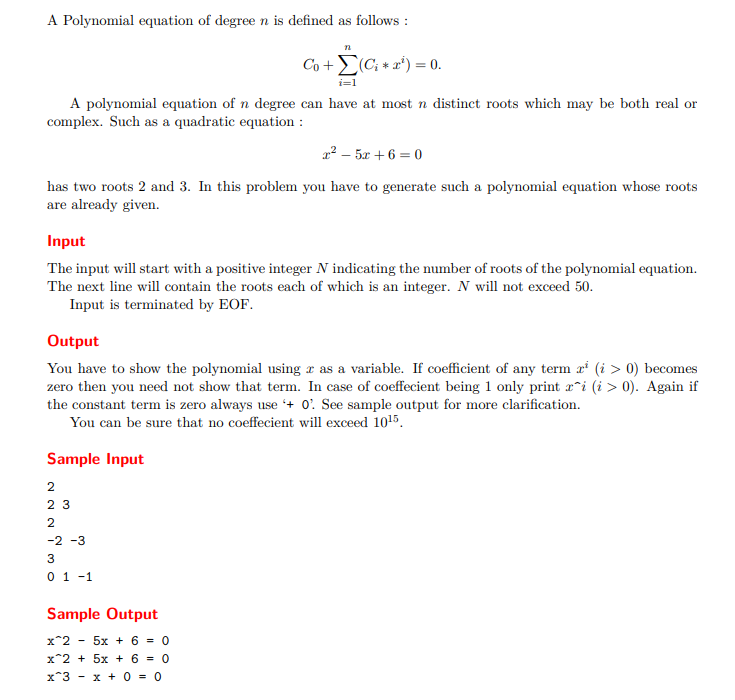 A Polynomial equation of degree n is defined as follows :
n
C₀ + ∑(Cᵢ ∗ xⁱ) = 0.
i=1
A polynomial equation of n degree can have at most n distinct roots which may be both real or
complex. Such as a quadratic equation :
x² − 5x + 6 = 0
has two roots 2 and 3. In this problem you have to generate such a polynomial equation whose roots
are already given.
Input
The input will start with a positive integer N indicating the number of roots of the polynomial equation.
The next line will contain the roots each of which is an integer. N will not exceed 50.
Input is terminated by EOF.
Output
You have to show the polynomial using x as a variable. If coefficient of any term xⁱ (i > 0) becomes
zero then you need not show that term. In case of coeffecient being 1 only print x^i (i > 0). Again if
the constant term is zero always use ‘+ 0’. See sample output for more clarification.
You can be sure that no coeffecient will exceed 10¹⁵.
Sample Input
2
2 3
2
-2 -3
3
0 1 -1
Sample Output
x^2 - 5x + 6 = 0
x^2 + 5x + 6 = 0
x^3 - x + 0 = 0